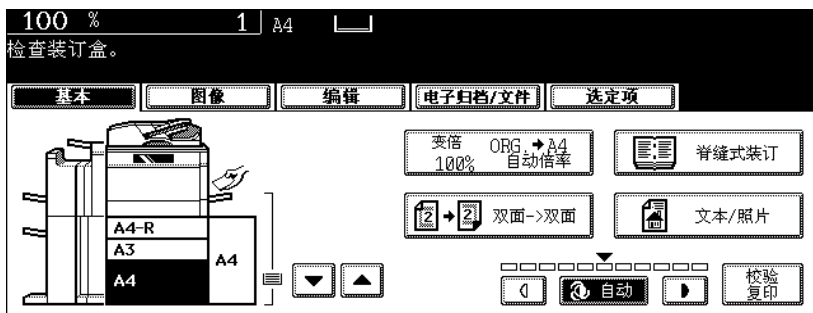 100 % 1 A4
检查装订盒。
基本 图像 编辑 电子归档/文件 选定项
变倍 ORG.➔A4
100% 自动倍率
脊缝式装订
2➔2 双面->双面
文本/照片
A4-R
A3
A4
A4
自动
校验
复印